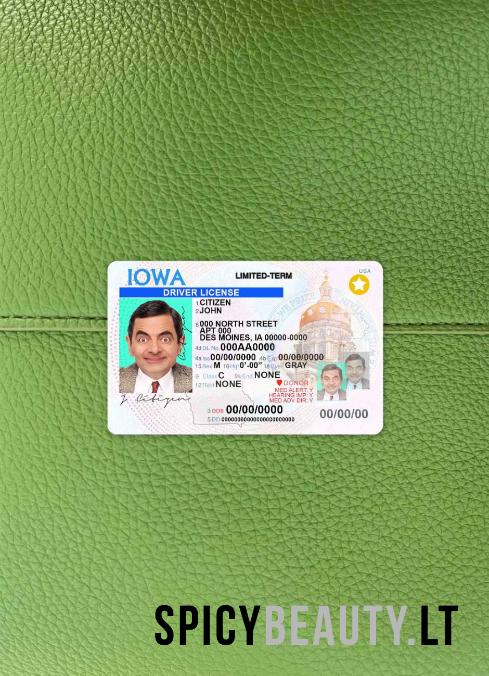 IOWA
LIMITED-TERM
USA
DRIVER LICENSE
1 CITIZEN
2 JOHN
8 000 NORTH STREET
APT 000
DES MOINES, IA 00000-0000
4d DL No. 000AA0000
4a Iss 00/00/0000 4b Exp 00/00/0000
15 Sex M 16 Hgt 0'-00" 18 Eyes GRAY
9 Class C 9a End NONE
12 Rest NONE
DONOR Y
MED ALERT: Y
HEARING IMP: Y
MED ADV DIR: Y
J. Citizen
3 DOB 00/00/0000
00/00/00
5 DD
SPICYBEAUTY.LT